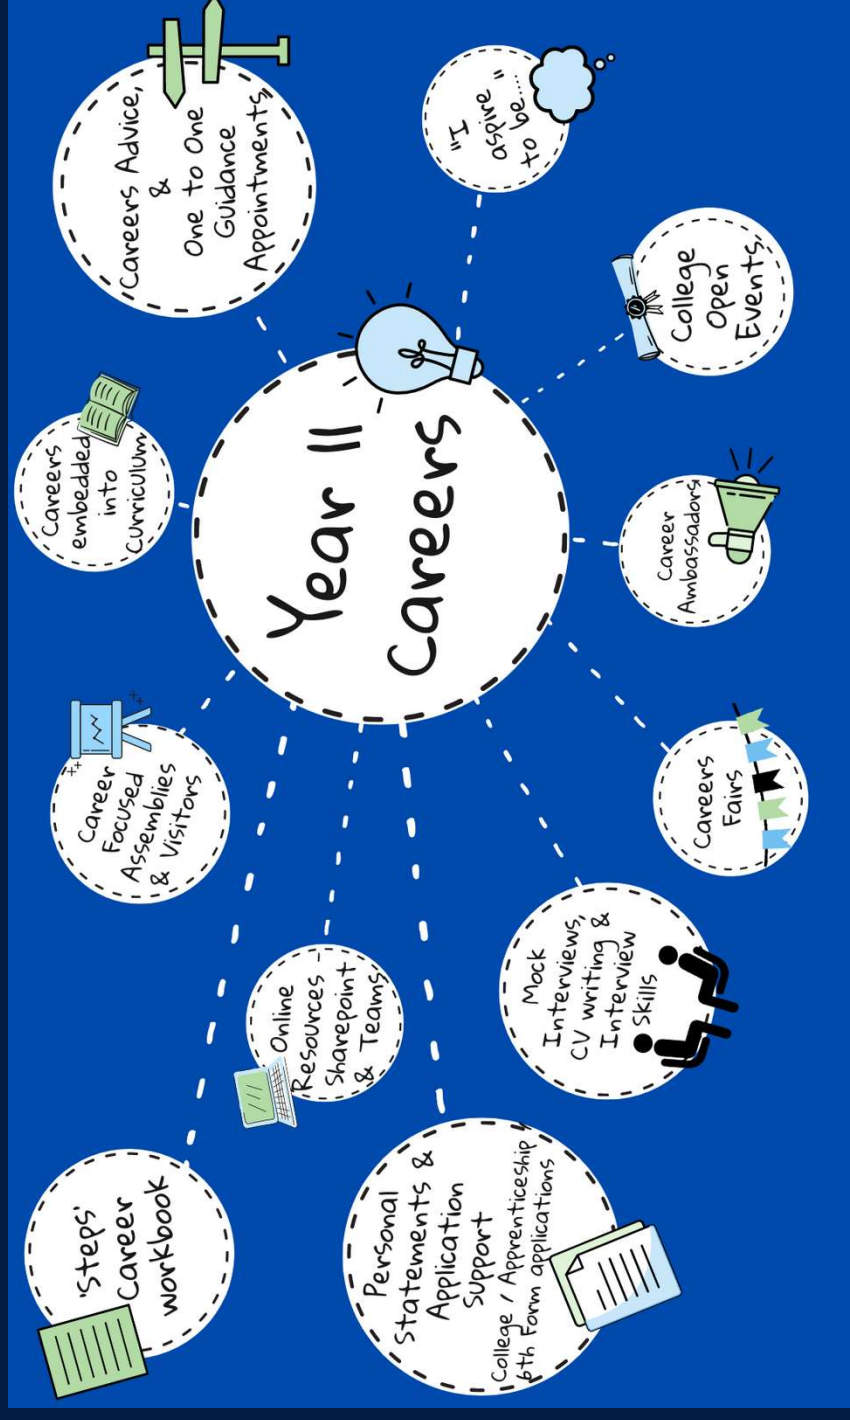 Year 11
Careers
'Steps'
Career
workbook
Career
Focused
Assemblies
& Visitors
Careers
embedded
into
curriculum
Careers Advice,
&
One to One
Guidance
Appointments
Online
Resources -
Sharepoint
& Teams
"I
aspire
to be...."
Personal
Statements &
Application
Support
College / Apprenticeship /
6th Form applications
Mock
Interviews,
CV writing &
Interview
Skills
Careers
Fairs
Career
Ambassadors
College
Open
Events